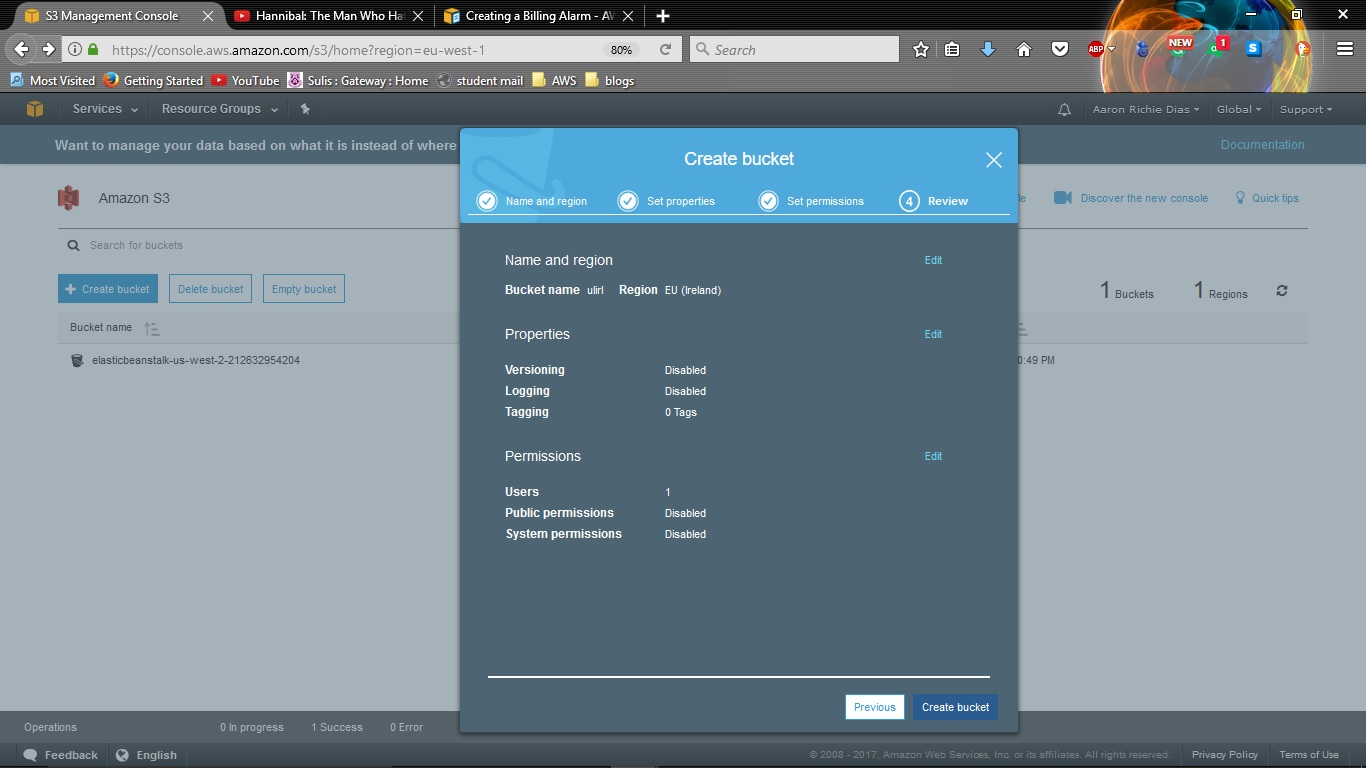 S3 Management Console
Hannibal: The Man Who Ha
Creating a Billing Alarm - AW
https://console.aws.amazon.com/s3/home?region=eu-west-1
80%
Search
ABP
NEW
1
S
Most Visited
Getting Started
YouTube
Sulis : Gateway : Home
student mail
AWS
blogs
Services
Resource Groups
Aaron Richie Dias
Global
Support
Want to manage your data based on what it is instead of where
Documentation
Create bucket
Name and region
Set properties
Set permissions
4
Review
Amazon S3
Discover the new console
Quick tips
Search for buckets
Create bucket
Delete bucket
Empty bucket
1 Buckets
1 Regions
Bucket name
elasticbeanstalk-us-west-2-212632954204
0:49 PM
Name and region
Edit
Bucket name ulirl Region EU (Ireland)
Properties
Edit
Versioning Disabled
Logging Disabled
Tagging 0 Tags
Permissions
Edit
Users 1
Public permissions Disabled
System permissions Disabled
Previous
Create bucket
Operations
0 In progress
1 Success
0 Error
Feedback
English
© 2008 - 2017, Amazon Web Services, Inc. or its affiliates. All rights reserved.
Privacy Policy
Terms of Use